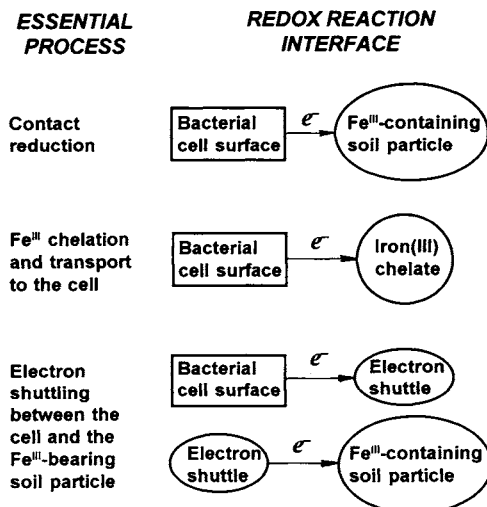 ESSENTIAL
PROCESS
REDOX REACTION
INTERFACE
Contact
reduction
Bacterial
cell surface
e⁻
Feᴵᴵᴵ-containing
soil particle
Feᴵᴵᴵ chelation
and transport
to the cell
Bacterial
cell surface
e⁻
Iron(III)
chelate
Electron
shuttling
between the
cell and the
Feᴵᴵᴵ-bearing
soil particle
Bacterial
cell surface
e⁻
Electron
shuttle
Electron
shuttle
e⁻
Feᴵᴵᴵ-containing
soil particle